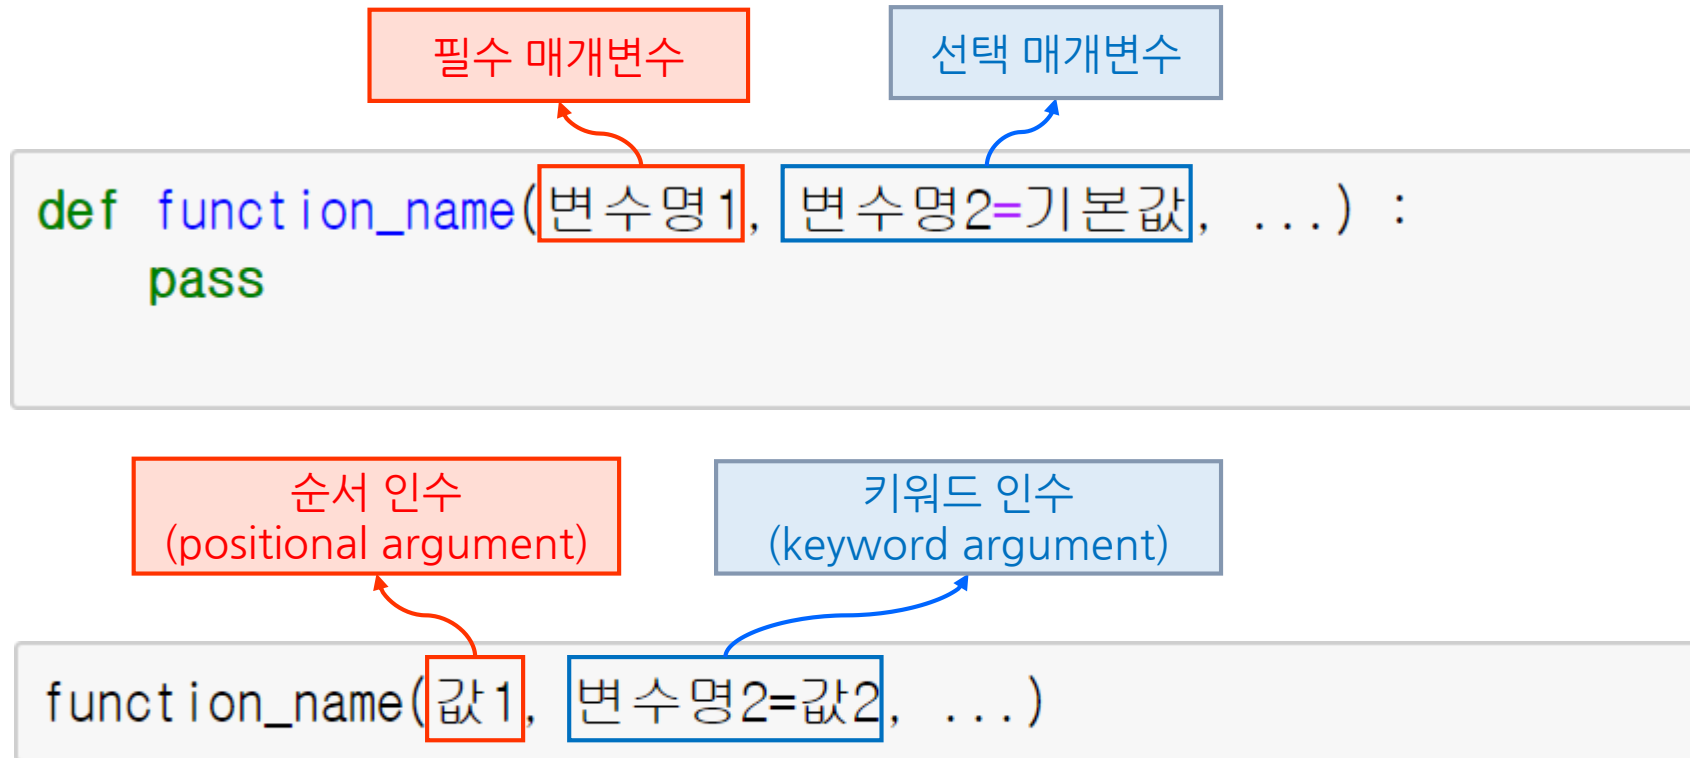 필수 매개변수
선택 매개변수
def function_name(변수명1, 변수명2=기본값, ...) :
pass
순서 인수
(positional argument)
키워드 인수
(keyword argument)
function_name(값1, 변수명2=값2, ...)